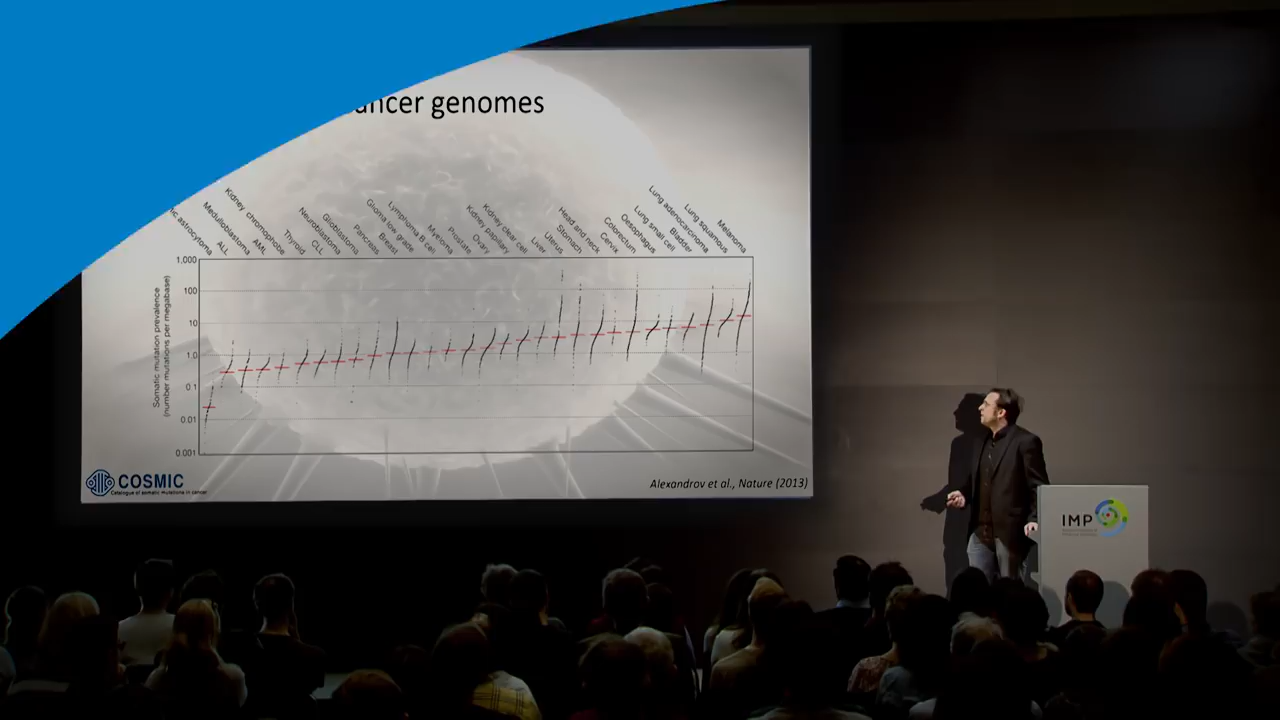 cancer genomes
astrocytoma
ALL
Medulloblastoma
Kidney chromophobe
AML
Thyroid
CLL
Neuroblastoma
Glioblastoma
Pancreas
Breast
Glioma low grade
Lymphoma B cell
Myeloma
Prostate
Ovary
Kidney papillary
Kidney clear cell
Liver
Uterus
Stomach
Head and neck
Cervix
Colorectum
Oesophagus
Lung small cell
Bladder
Lung adenocarcinoma
Lung squamous
Melanoma
Somatic mutation prevalence
(number mutations per megabase)
1,000
100
10
1.0
0.1
0.01
0.001
COSMIC
Catalogue of somatic mutations in cancer
Alexandrov et al., Nature (2013)
IMP